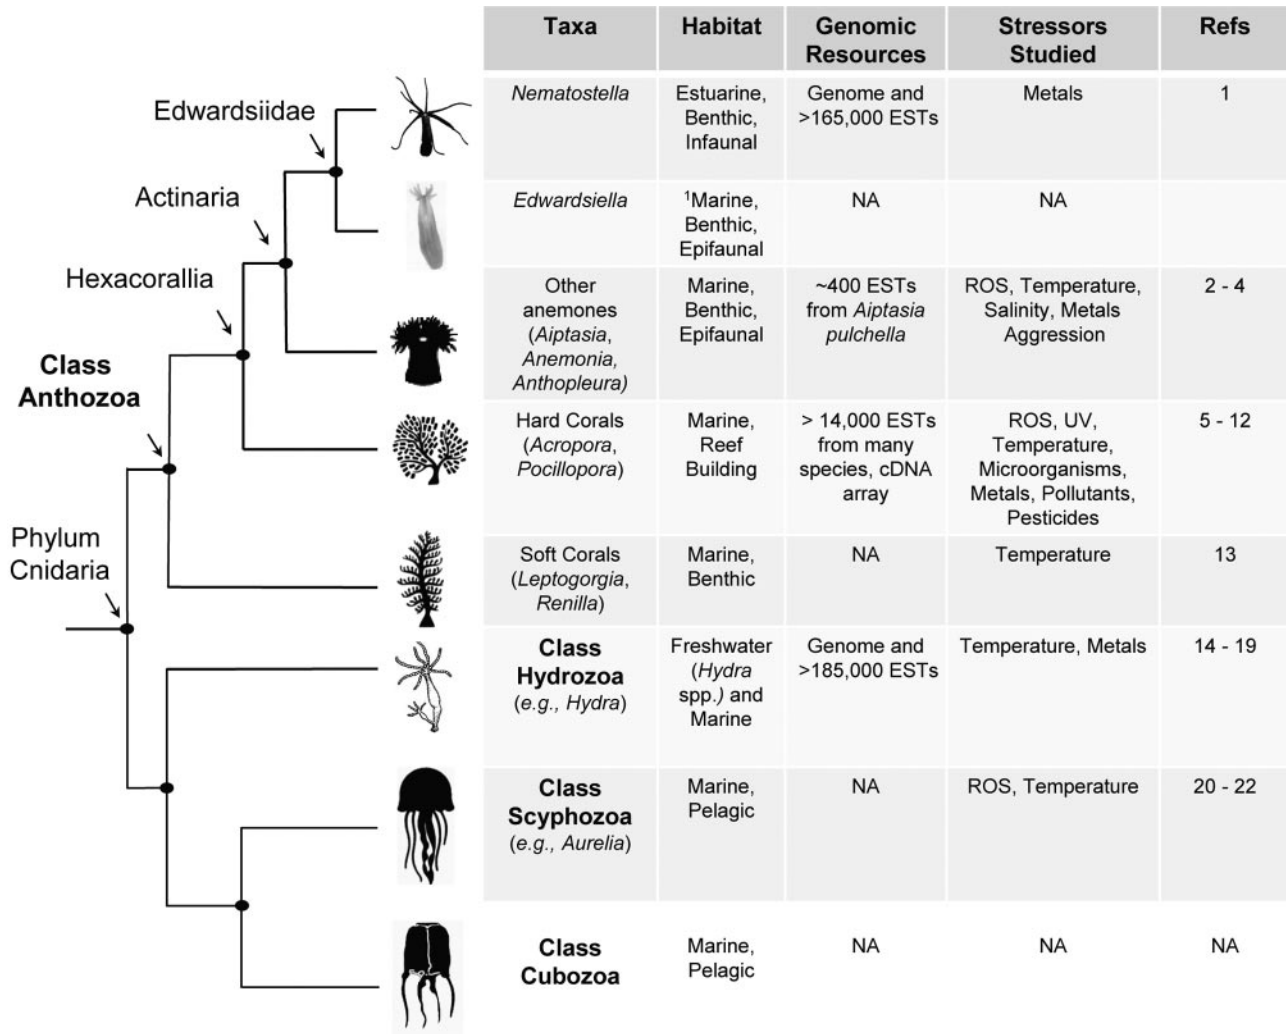 Taxa
Habitat
Genomic
Resources
Stressors
Studied
Refs
Edwardsiidae
Actinaria
Hexacorallia
Class
Anthozoa
Phylum
Cnidaria
Nematostella
Estuarine,
Benthic,
Infaunal
Genome and
>165,000 ESTs
Metals
1
Edwardsiella
¹Marine,
Benthic,
Epifaunal
NA
NA
Other
anemones
(Aiptasia,
Anemonia,
Anthopleura)
Marine,
Benthic,
Epifaunal
~400 ESTs
from Aiptasia
pulchella
ROS, Temperature,
Salinity, Metals
Aggression
2 - 4
Hard Corals
(Acropora,
Pocillopora)
Marine,
Reef
Building
> 14,000 ESTs
from many
species, cDNA
array
ROS, UV,
Temperature,
Microorganisms,
Metals, Pollutants,
Pesticides
5 - 12
Soft Corals
(Leptogorgia,
Renilla)
Marine,
Benthic
NA
Temperature
13
Class
Hydrozoa
(e.g., Hydra)
Freshwater
(Hydra
spp.) and
Marine
Genome and
>185,000 ESTs
Temperature, Metals
14 - 19
Class
Scyphozoa
(e.g., Aurelia)
Marine,
Pelagic
NA
ROS, Temperature
20 - 22
Class
Cubozoa
Marine,
Pelagic
NA
NA
NA